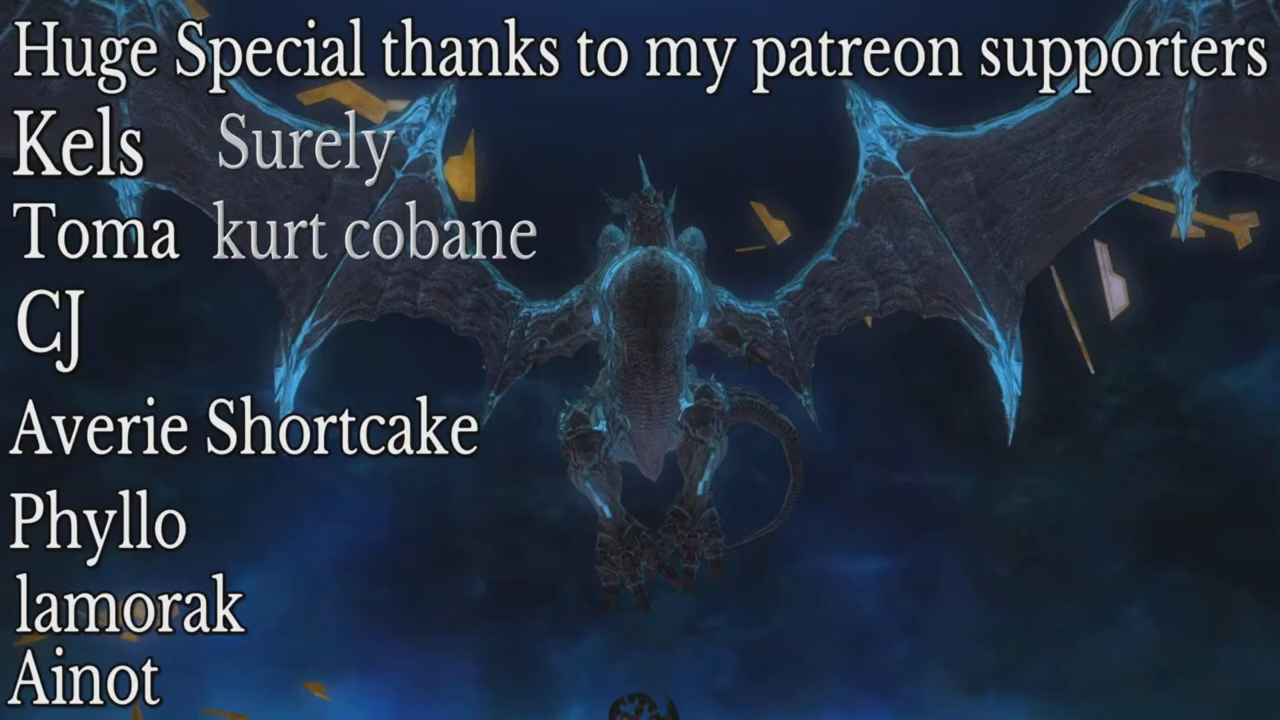 Huge Special thanks to my patreon supporters
Kels Surely
Toma kurt cobane
CJ
Averie Shortcake
Phyllo
lamorak
Ainot